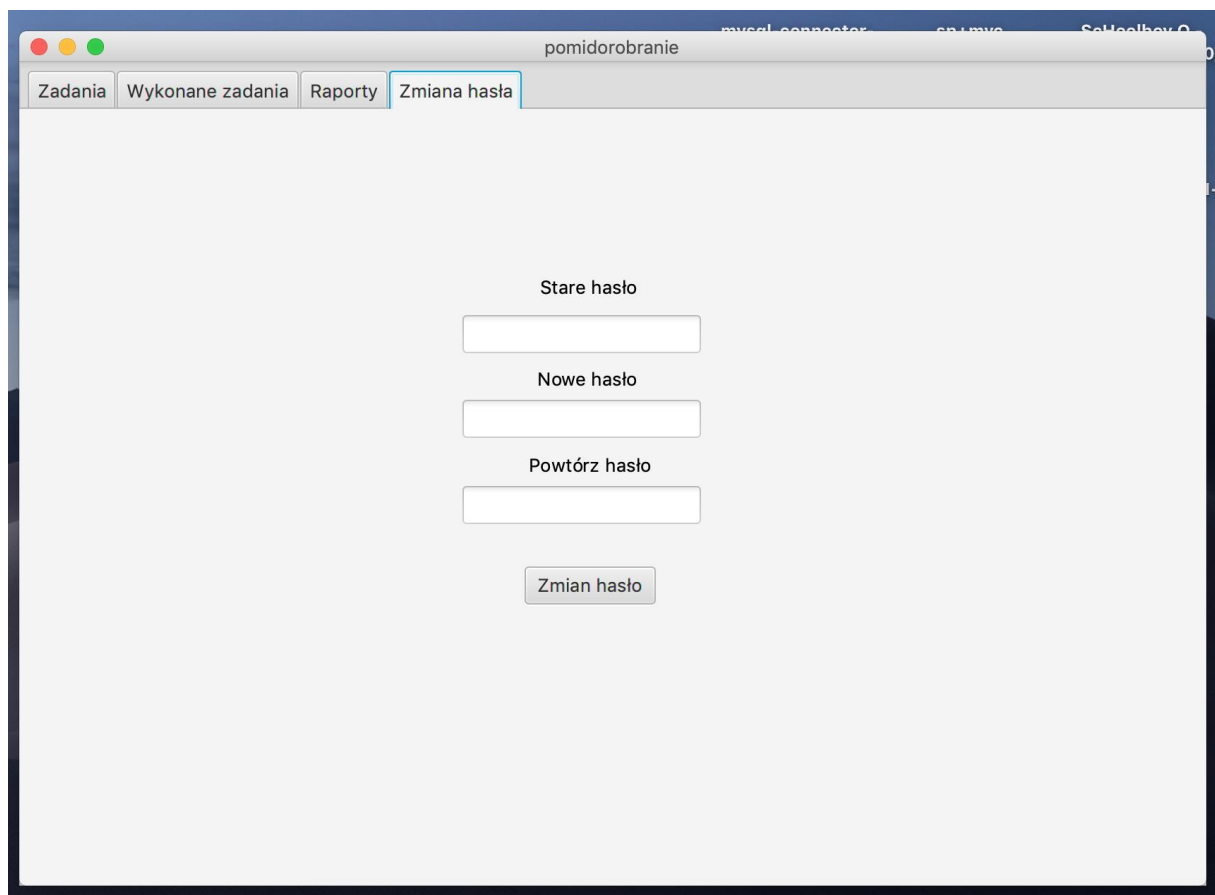 pomidorobranie
Zadania Wykonane zadania Raporty Zmiana hasła
Stare hasło
Nowe hasło
Powtórz hasło
Zmian hasło